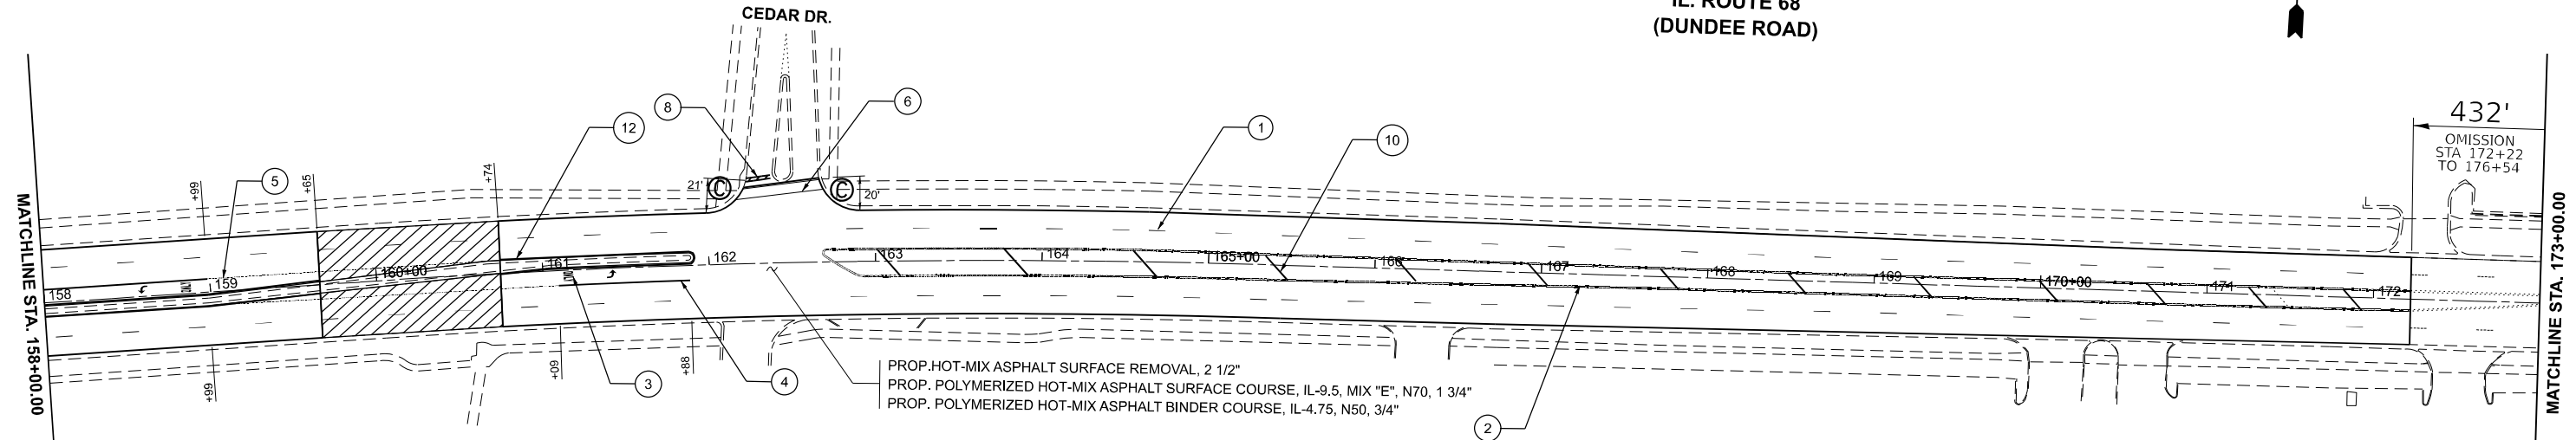 IL. ROUTE 68
(DUNDEE ROAD)
CEDAR DR.
8
6
12
1
10
432'
OMISSION
STA 172+22
TO 176+54
5
+99
+65
+74
21'
C
C
20'
MATCHLINE STA. 158+00.00
MATCHLINE STA. 173+00.00
158
159
160+00
161
162
163
164
165+00
166
167
168
169
170+00
171
172
+99
+09
+88
3
4
2
PROP.HOT-MIX ASPHALT SURFACE REMOVAL, 2 1/2"
PROP. POLYMERIZED HOT-MIX ASPHALT SURFACE COURSE, IL-9.5, MIX "E", N70, 1 3/4"
PROP. POLYMERIZED HOT-MIX ASPHALT BINDER COURSE, IL-4.75, N50, 3/4"